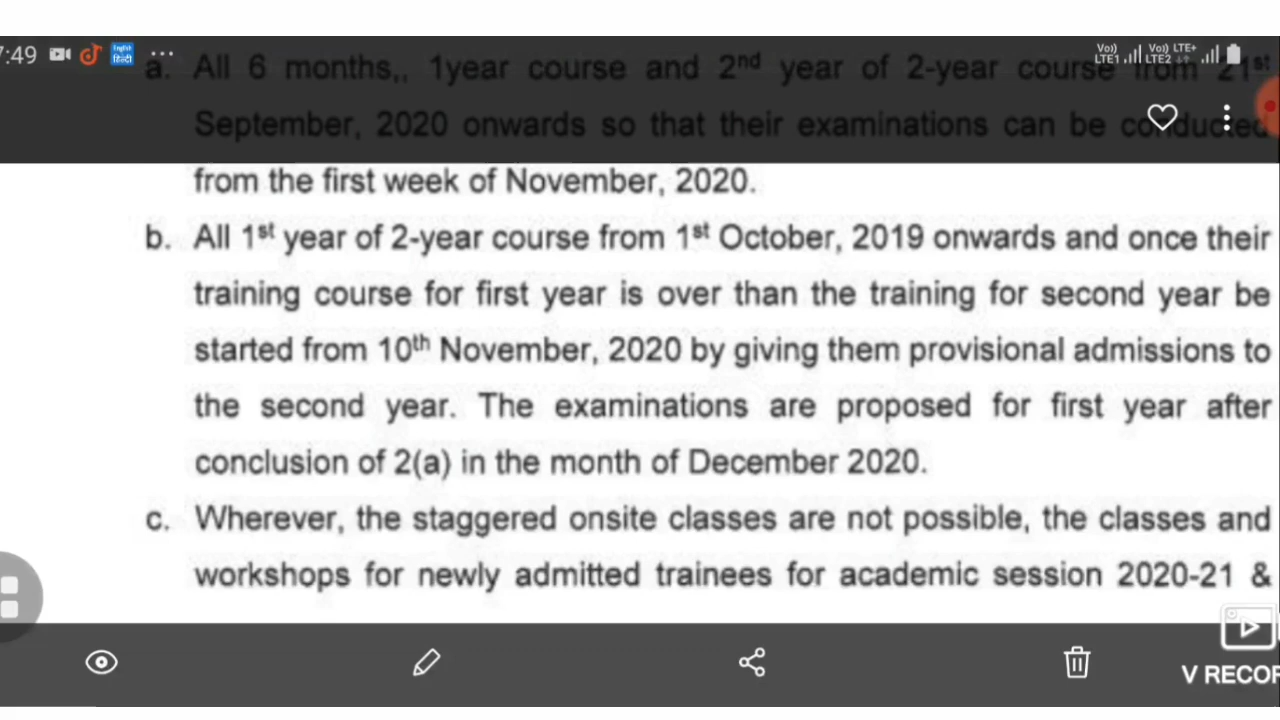 7:49 English हिंदी ... Vo) LTE1 Vo) LTE+ LTE2
a. All 6 months,, 1year course and 2nd year of 2-year course from 21st
September, 2020 onwards so that their examinations can be conducted
from the first week of November, 2020.
b. All 1st year of 2-year course from 1st October, 2019 onwards and once their
training course for first year is over than the training for second year be
started from 10th November, 2020 by giving them provisional admissions to
the second year. The examinations are proposed for first year after
conclusion of 2(a) in the month of December 2020.
c. Wherever, the staggered onsite classes are not possible, the classes and
workshops for newly admitted trainees for academic session 2020-21 &
V RECOR